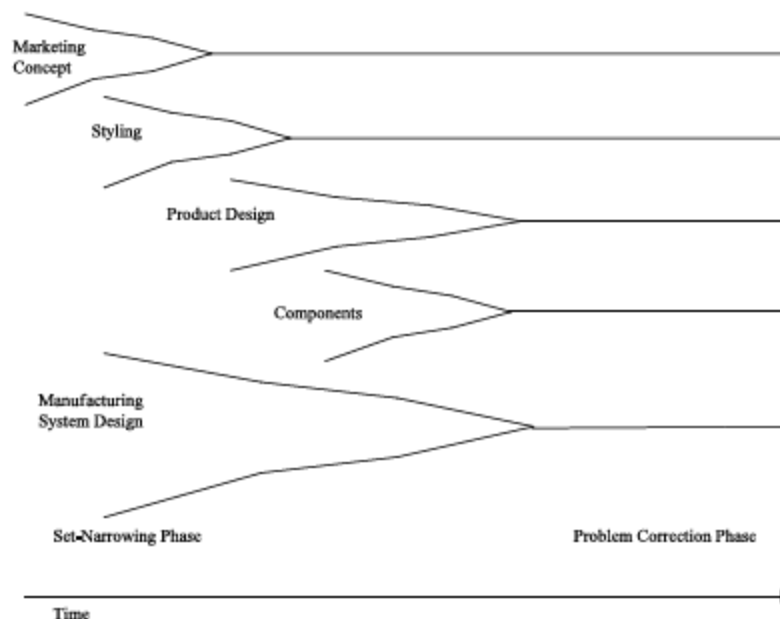 Marketing
Concept
Styling
Product Design
Components
Manufacturing
System Design
Set-Narrowing Phase
Problem Correction Phase
Time